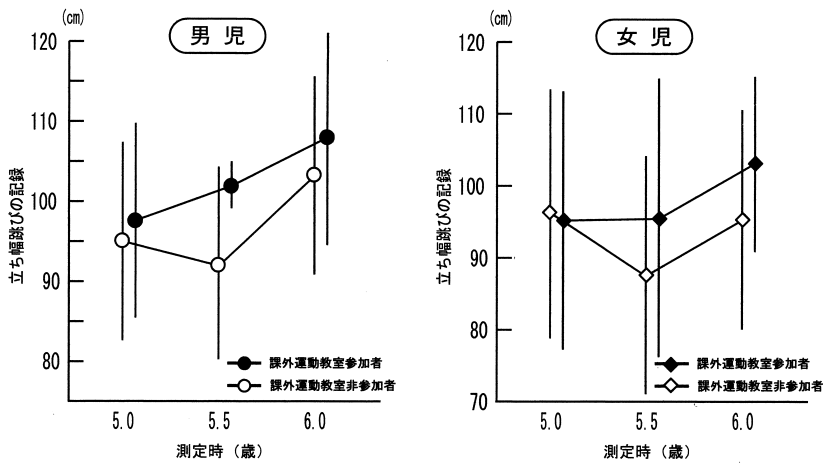 (cm)
男 児
120
110
100
90
80
立ち幅跳びの記録
課外運動教室参加者
課外運動教室非参加者
5.0 5.5 6.0
測定時（歳）
(cm)
女 児
120
110
100
90
80
70
立ち幅跳びの記録
課外運動教室参加者
課外運動教室非参加者
5.0 5.5 6.0
測定時（歳）